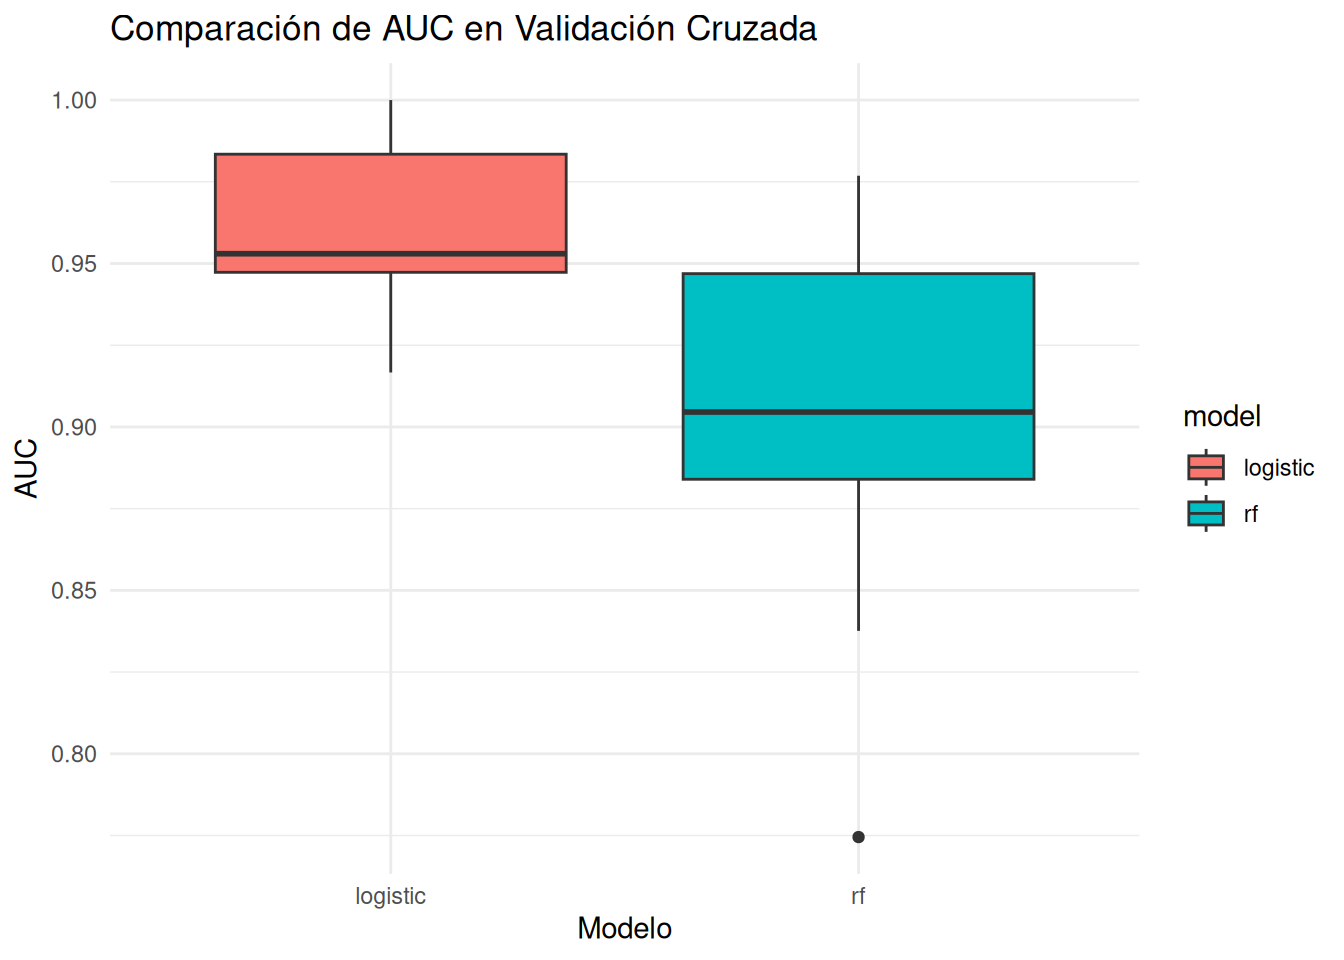 Comparación de AUC en Validación Cruzada
1.00
0.95
0.90
0.85
0.80
AUC
logistic
rf
Modelo
model
logistic
rf